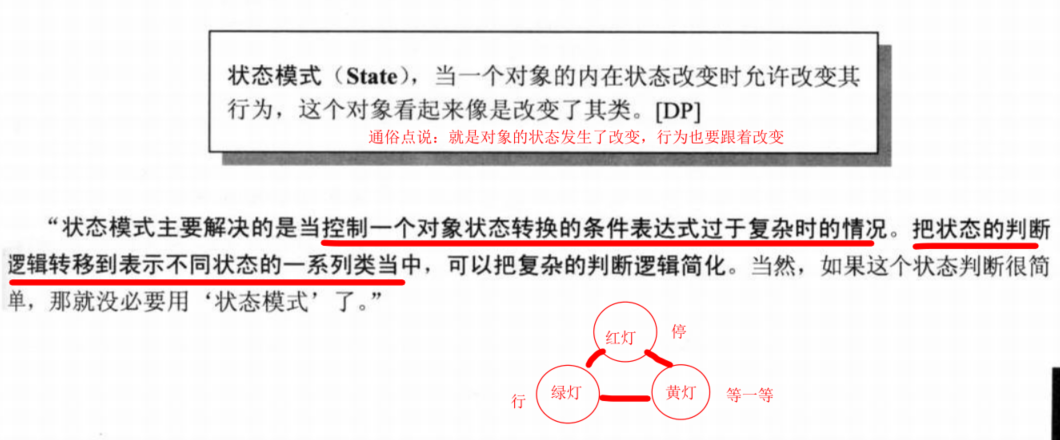 状态模式（State），当一个对象的内在状态改变时允许改变其
行为，这个对象看起来像是改变了其类。[DP]
通俗点说：就是对象的状态发生了改变，行为也要跟着改变
“状态模式主要解决的是当控制一个对象状态转换的条件表达式过于复杂时的情况。把状态的判断
逻辑转移到表示不同状态的一系列类当中，可以把复杂的判断逻辑简化。当然，如果这个状态判断很简
单，那就没必要用‘状态模式’了。”
红灯 停
行 绿灯 黄灯 等一等